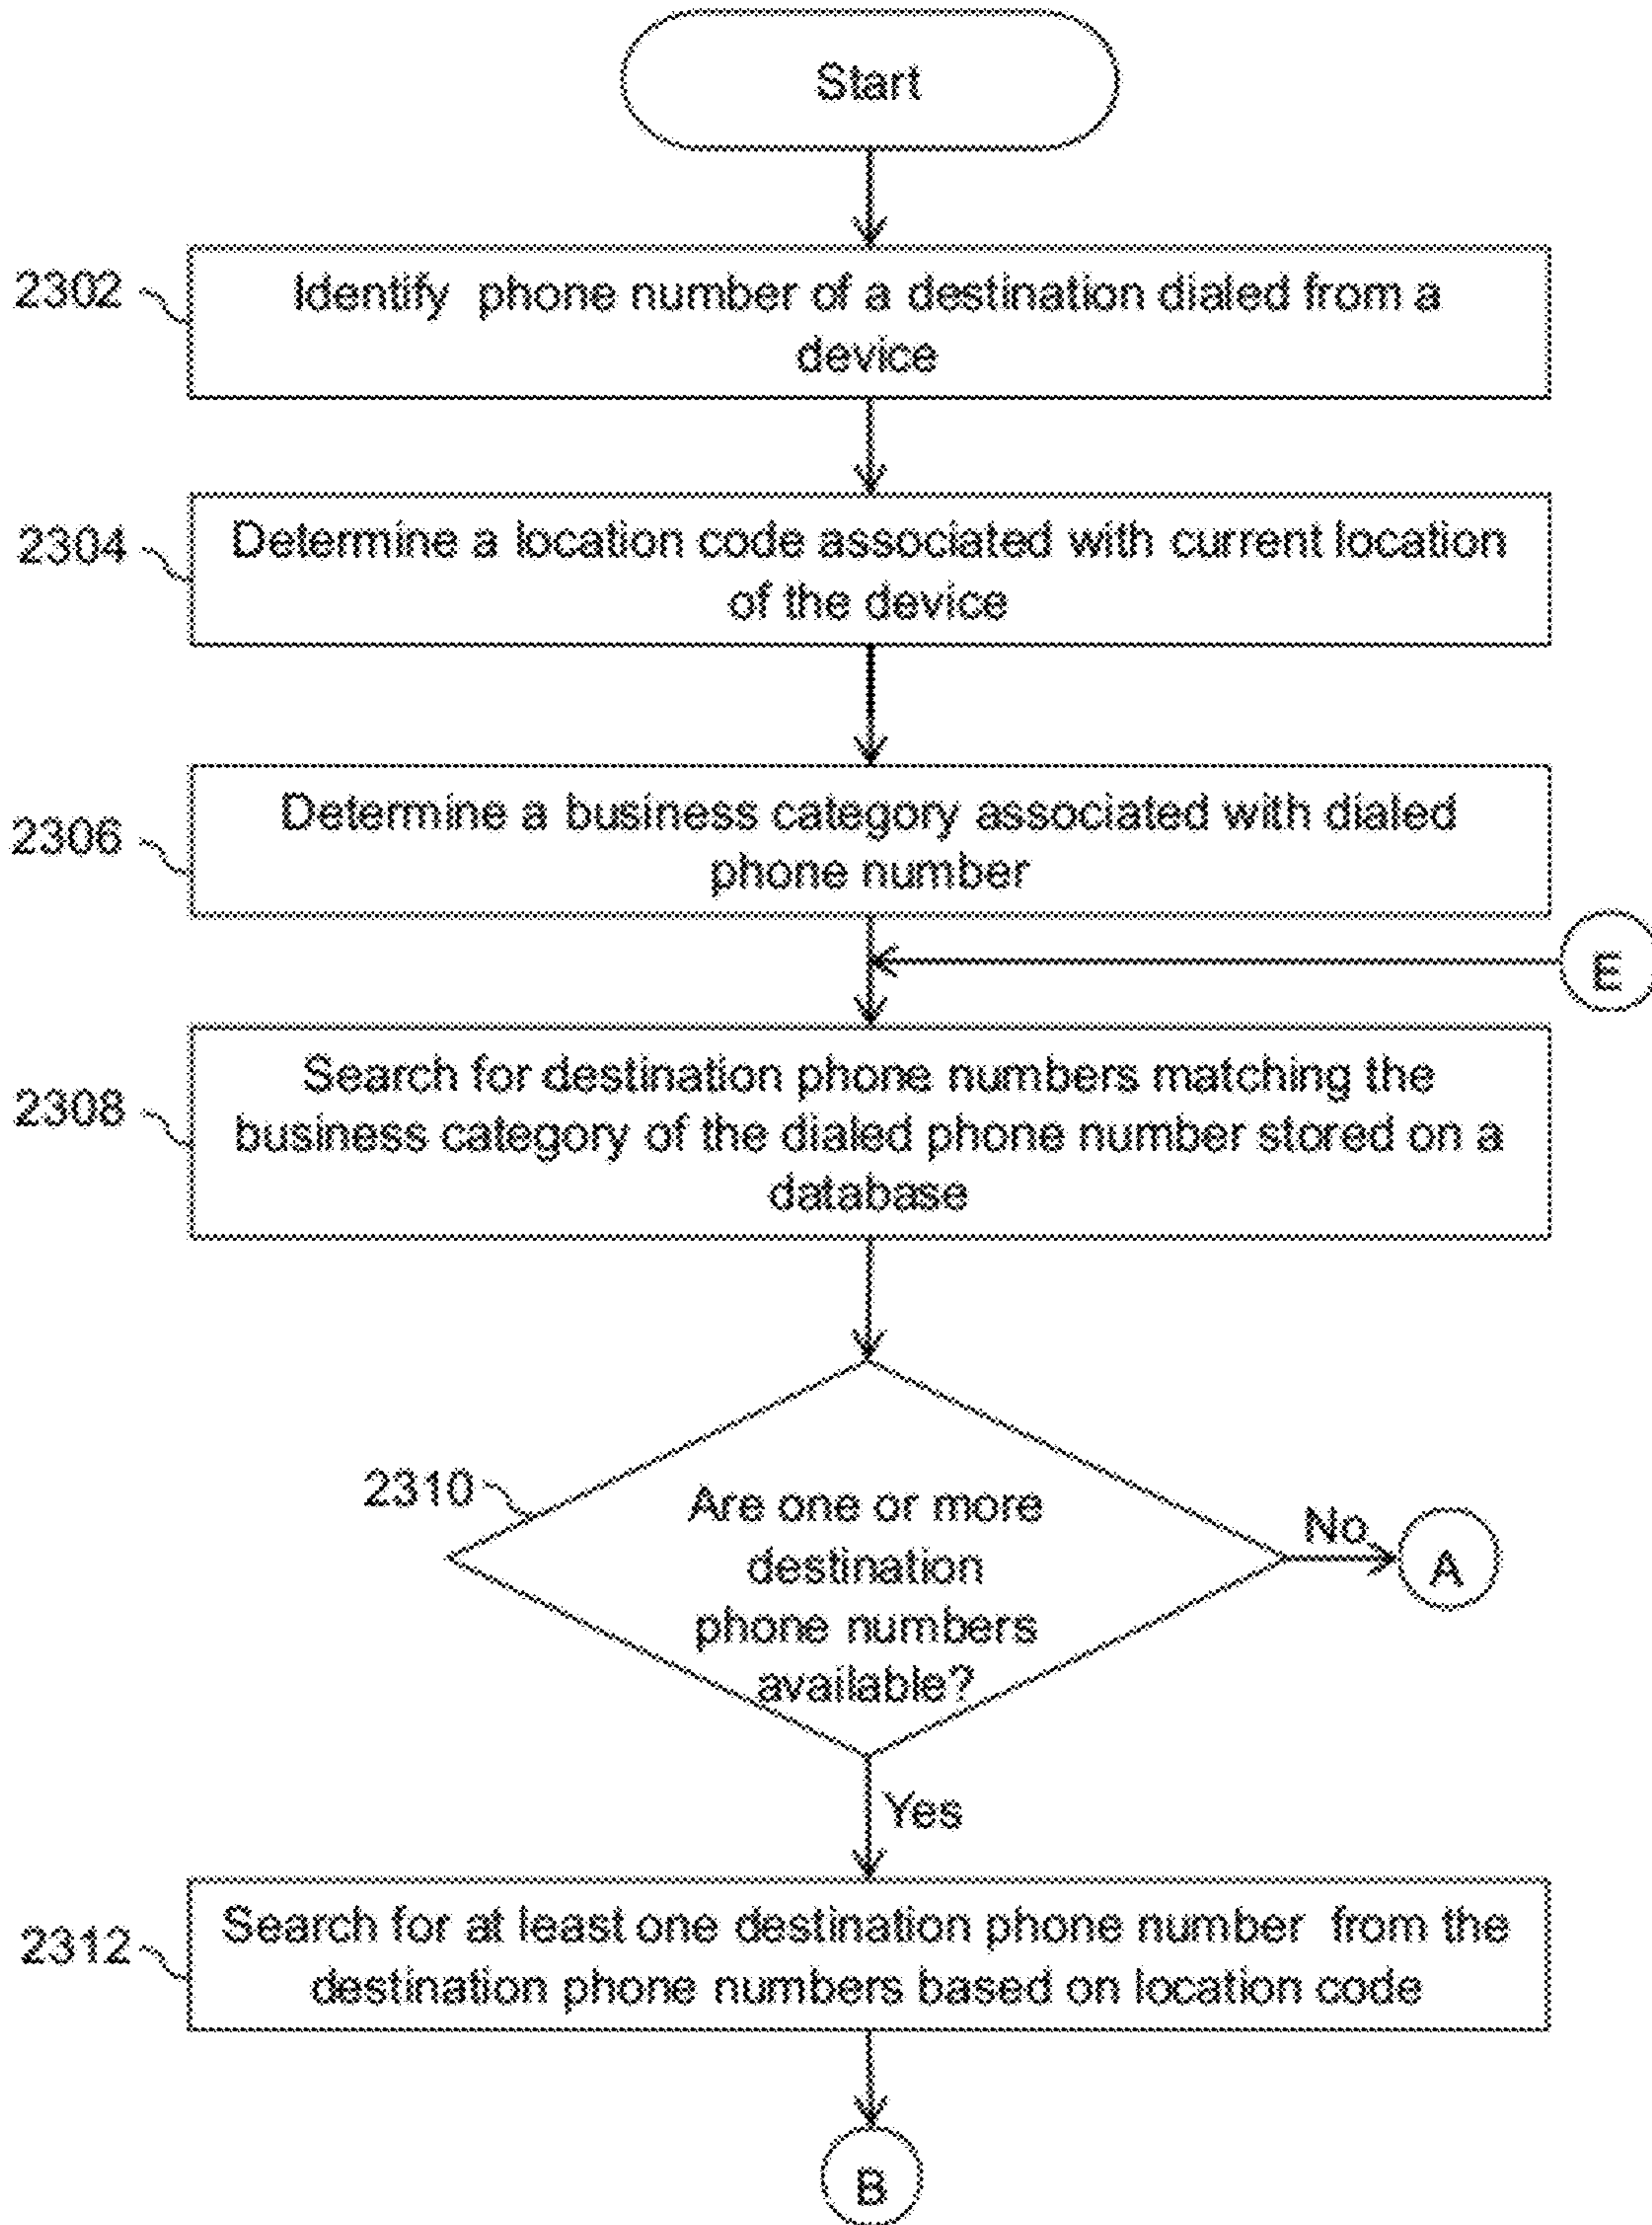 Start
2302
Identify phone number of a destination dialed from a
device
2304
Determine a location code associated with current location
of the device
2306
Determine a business category associated with dialed
phone number
E
2308
Search for destination phone numbers matching the
business category of the dialed phone number stored on a
database
2310
Are one or more
destination
phone numbers
available?
No
A
Yes
2312
Search for at least one destination phone number from the
destination phone numbers based on location code
B